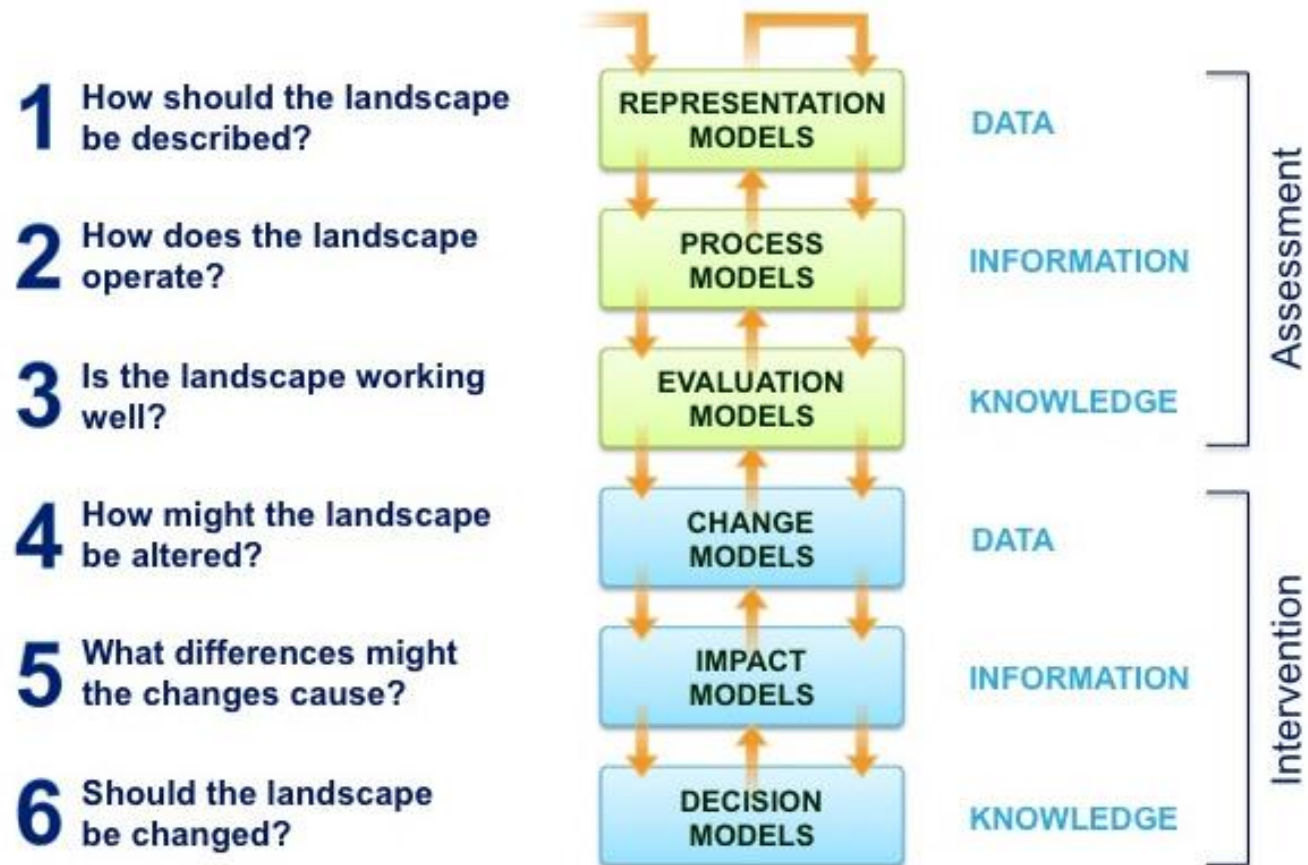 1 How should the landscape
be described?
REPRESENTATION
MODELS
DATA
2 How does the landscape
operate?
PROCESS
MODELS
INFORMATION
3 Is the landscape working
well?
EVALUATION
MODELS
KNOWLEDGE
Assessment
4 How might the landscape
be altered?
CHANGE
MODELS
DATA
5 What differences might
the changes cause?
IMPACT
MODELS
INFORMATION
6 Should the landscape
be changed?
DECISION
MODELS
KNOWLEDGE
Intervention